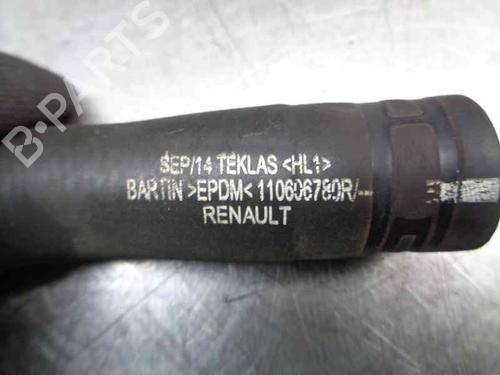 B-PARTS
SEP/14 TEKLAS <HL1>
BARTIN >EPDM< 110606780R/--
RENAULT